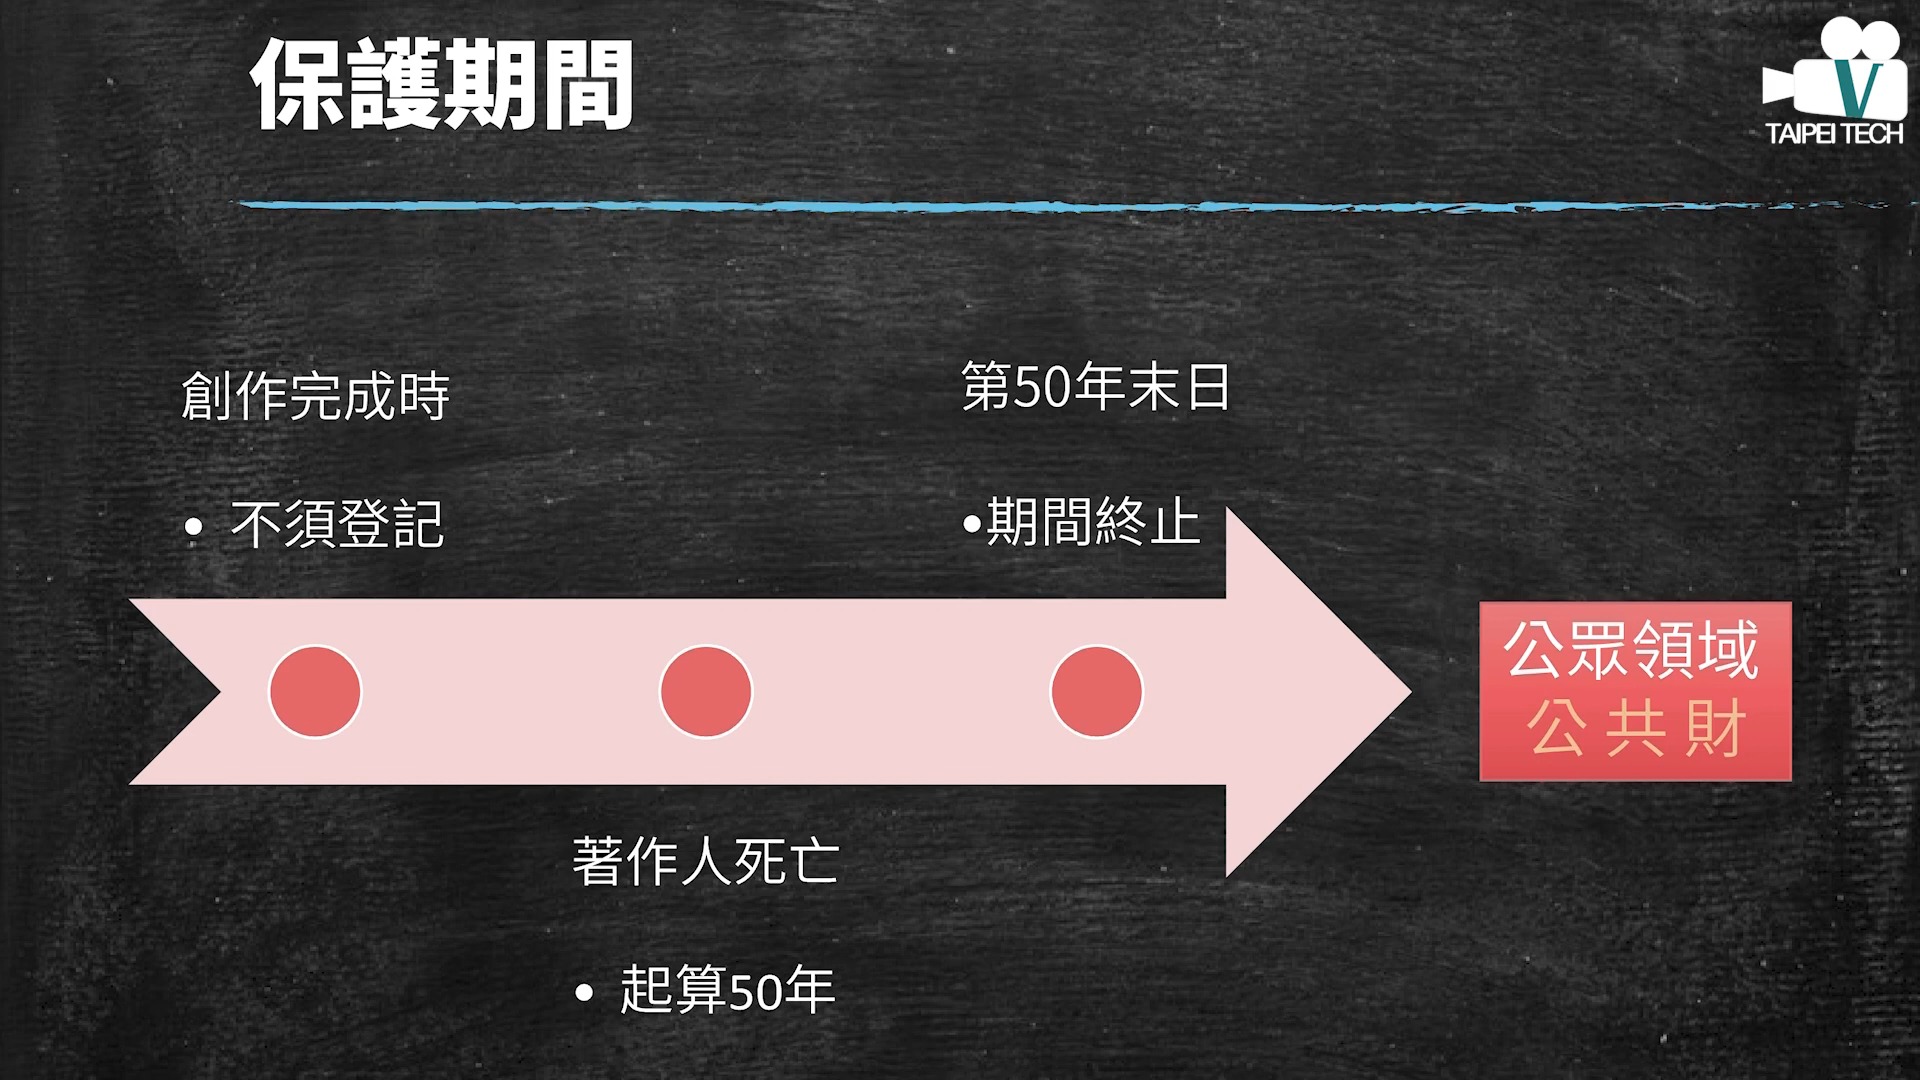 保護期間
V
TAIPEI TECH
創作完成時
• 不須登記
第50年末日
•期間終止
公眾領域
公共財
著作人死亡
• 起算50年